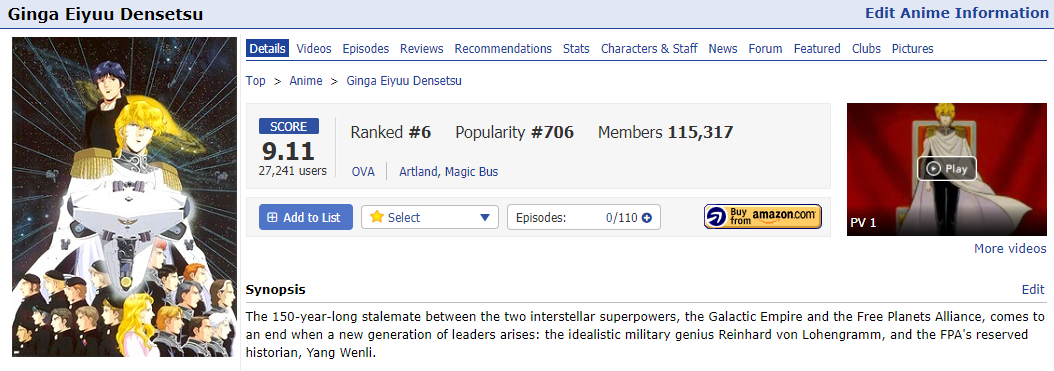 Ginga Eiyuu Densetsu
Edit Anime Information
Details Videos Episodes Reviews Recommendations Stats Characters & Staff News Forum Featured Clubs Pictures
Top > Anime > Ginga Eiyuu Densetsu
SCORE
9.11
27,241 users
Ranked #6 Popularity #706 Members 115,317
OVA Artland, Magic Bus
Add to List
Select
Episodes: 0/110
Buy from amazon.com
Play
PV 1
More videos
Synopsis
Edit
The 150-year-long stalemate between the two interstellar superpowers, the Galactic Empire and the Free Planets Alliance, comes to
an end when a new generation of leaders arises: the idealistic military genius Reinhard von Lohengramm, and the FPA's reserved
historian, Yang Wenli.